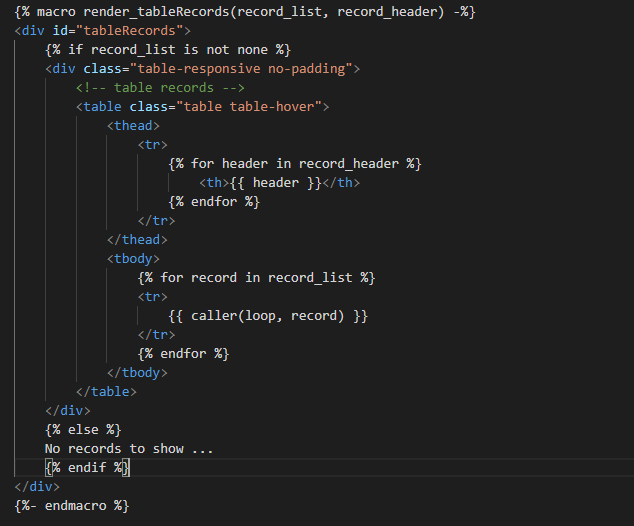 {% macro render_tableRecords(record_list, record_header) -%}
<div id="tableRecords">
{% if record_list is not none %}
<div class="table-responsive no-padding">
<!-- table records -->
<table class="table table-hover">
<thead>
<tr>
{% for header in record_header %}
<th>{{ header }}</th>
{% endfor %}
</tr>
</thead>
<tbody>
{% for record in record_list %}
<tr>
{{ caller(loop, record) }}
</tr>
{% endfor %}
</tbody>
</table>
</div>
{% else %}
No records to show ...
{% endif %}
</div>
{%- endmacro %}